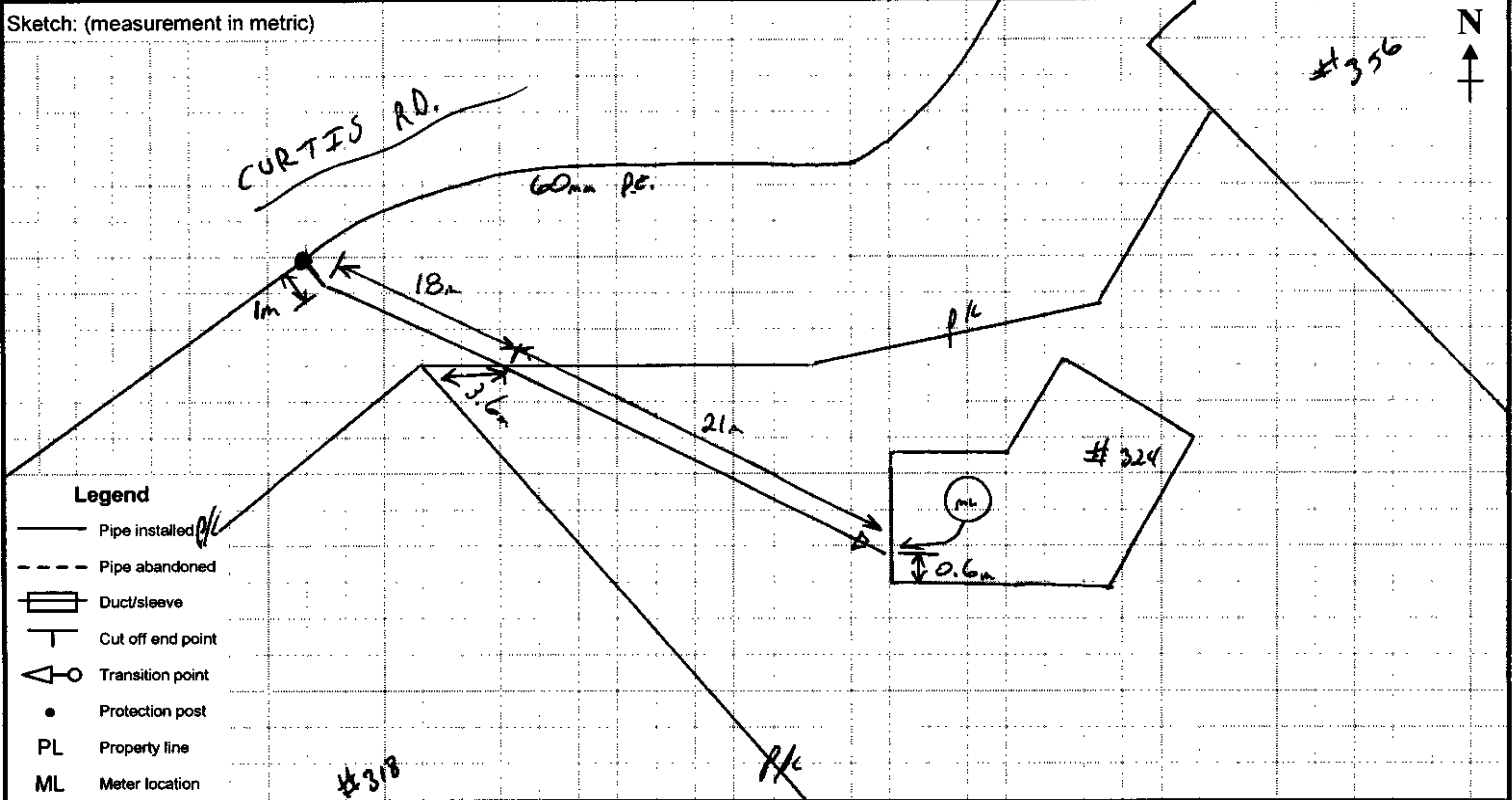 Sketch: (measurement in metric)
N
#356
CURTIS RD.
60mm P.E.
18m
1m
P/L
3.6m
21m
#324
ML
0.6m
Legend
Pipe installed
P/L
Pipe abandoned
Duct/sleeve
Cut off end point
Transition point
Protection post
PL Property line
ML Meter location
#318
P/L